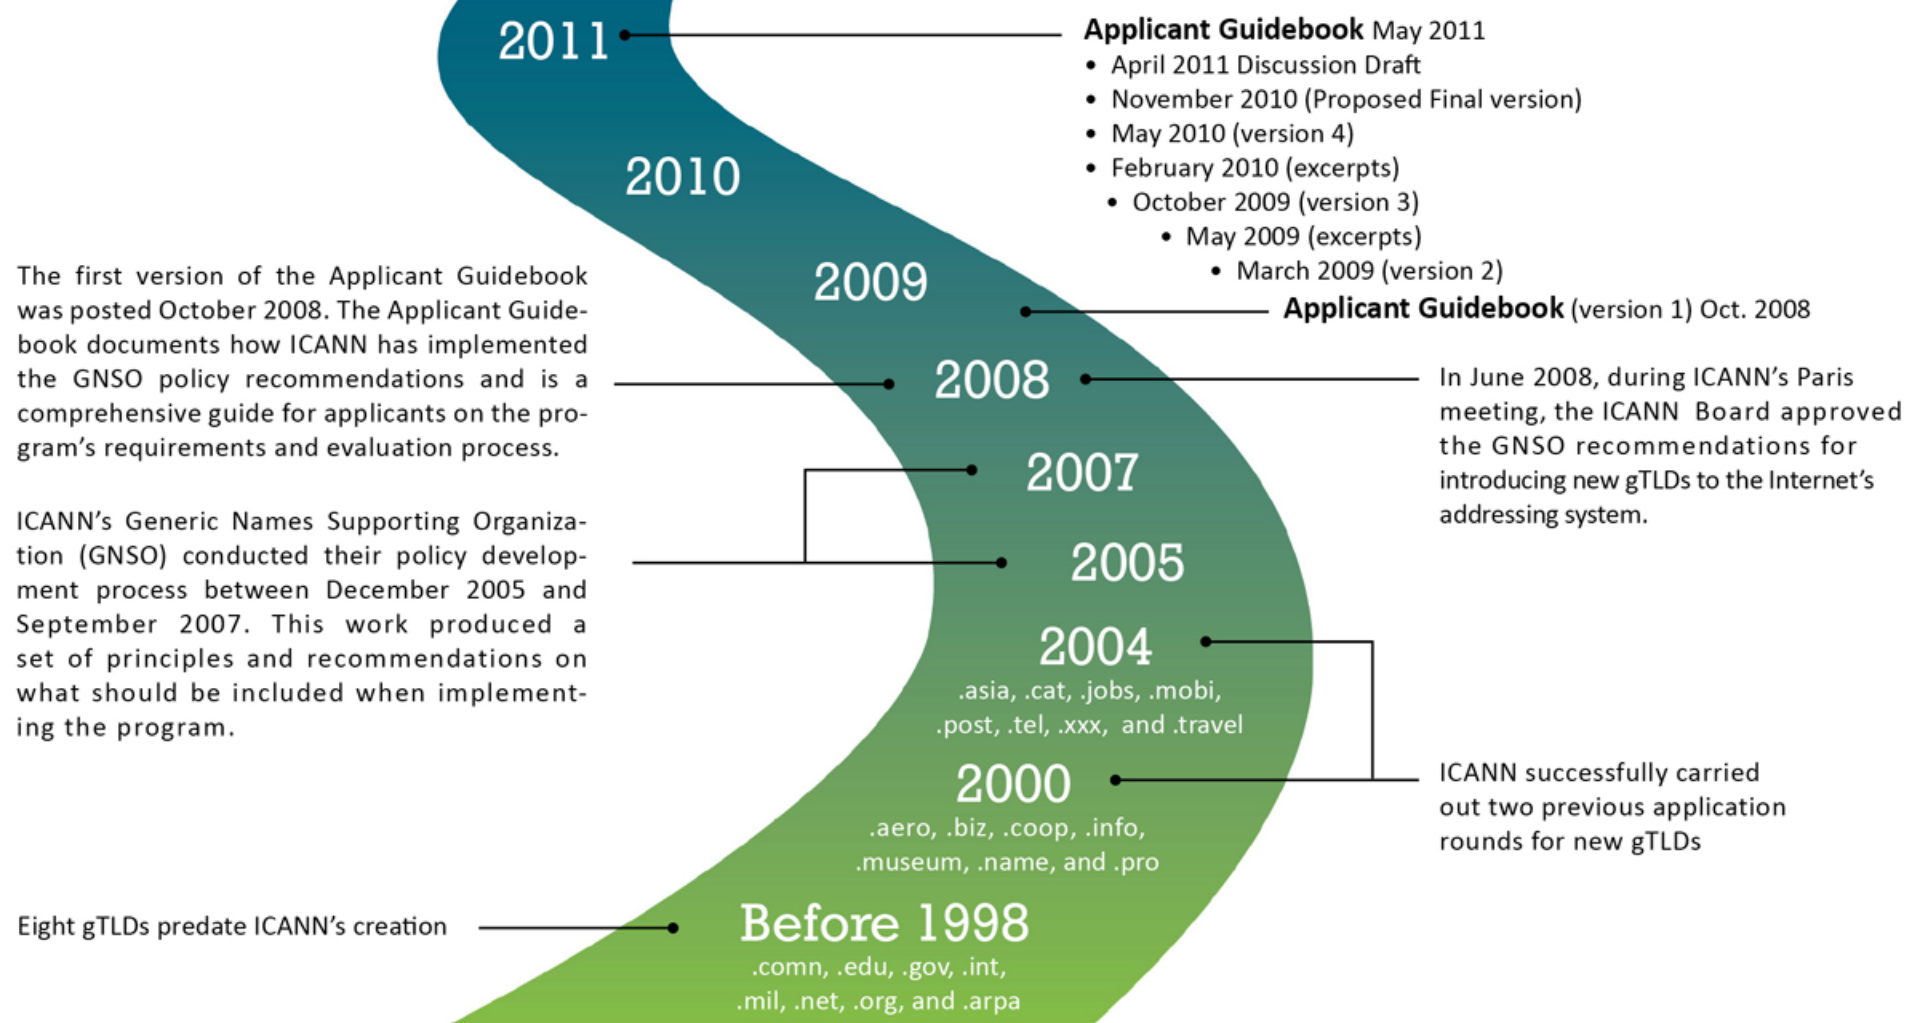 2011
Applicant Guidebook May 2011
• April 2011 Discussion Draft
• November 2010 (Proposed Final version)
• May 2010 (version 4)
• February 2010 (excerpts)
• October 2009 (version 3)
• May 2009 (excerpts)
• March 2009 (version 2)
Applicant Guidebook (version 1) Oct. 2008
2010
2009
The first version of the Applicant Guidebook
was posted October 2008. The Applicant Guide-
book documents how ICANN has implemented
the GNSO policy recommendations and is a
comprehensive guide for applicants on the pro-
gram’s requirements and evaluation process.
2008
In June 2008, during ICANN’s Paris
meeting, the ICANN Board approved
the GNSO recommendations for
introducing new gTLDs to the Internet’s
addressing system.
2007
ICANN’s Generic Names Supporting Organiza-
tion (GNSO) conducted their policy develop-
ment process between December 2005 and
September 2007. This work produced a
set of principles and recommendations on
what should be included when implement-
ing the program.
2005
2004
.asia, .cat, .jobs, .mobi,
.post, .tel, .xxx, and .travel
2000
.aero, .biz, .coop, .info,
.museum, .name, and .pro
ICANN successfully carried
out two previous application
rounds for new gTLDs
Eight gTLDs predate ICANN’s creation
Before 1998
.comn, .edu, .gov, .int,
.mil, .net, .org, and .arpa